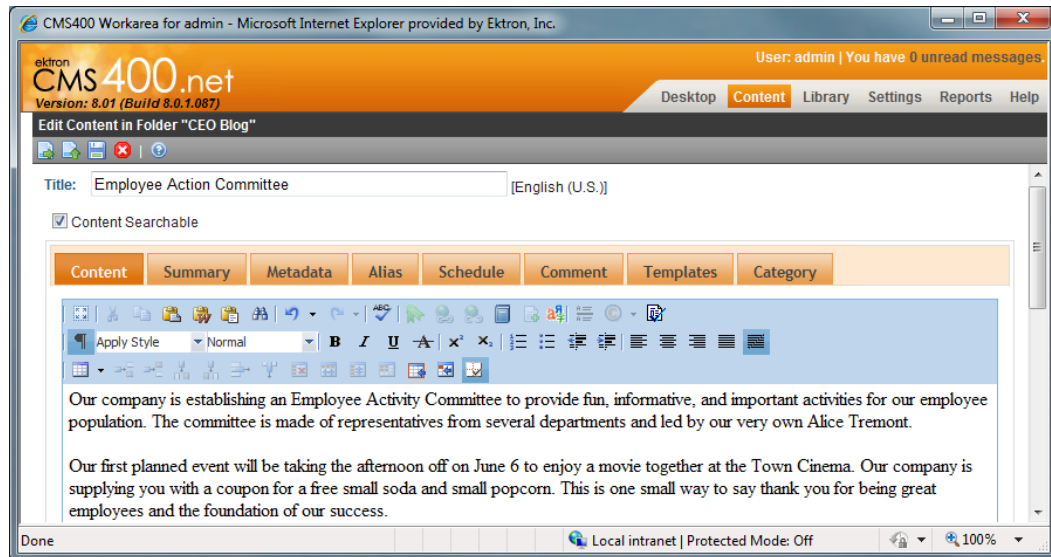 CMS400 Workarea for admin - Microsoft Internet Explorer provided by Ektron, Inc.
User: admin | You have 0 unread messages.
ektron
CMS400.net
Version: 8.01 (Build 8.0.1.087)
Desktop Content Library Settings Reports Help
Edit Content in Folder "CEO Blog"
Title: Employee Action Committee [English (U.S.)]
Content Searchable
Content Summary Metadata Alias Schedule Comment Templates Category
ABC
Apply Style Normal B I U A x² x₂
Our company is establishing an Employee Activity Committee to provide fun, informative, and important activities for our employee
population. The committee is made of representatives from several departments and led by our very own Alice Tremont.
Our first planned event will be taking the afternoon off on June 6 to enjoy a movie together at the Town Cinema. Our company is
supplying you with a coupon for a free small soda and small popcorn. This is one small way to say thank you for being great
employees and the foundation of our success.
Done Local intranet | Protected Mode: Off 100%